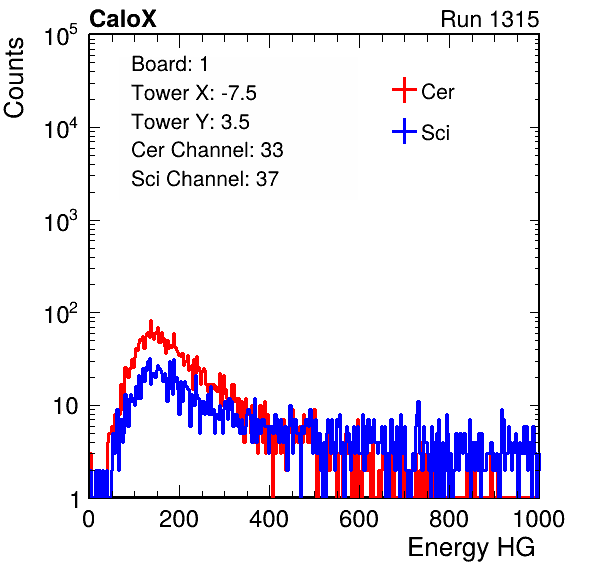 CaloX Run 1315
Counts
10^5
10^4
10^3
10^2
10
1
Board: 1
Tower X: -7.5
Tower Y: 3.5
Cer Channel: 33
Sci Channel: 37
Cer
Sci
0 200 400 600 800 1000
Energy HG